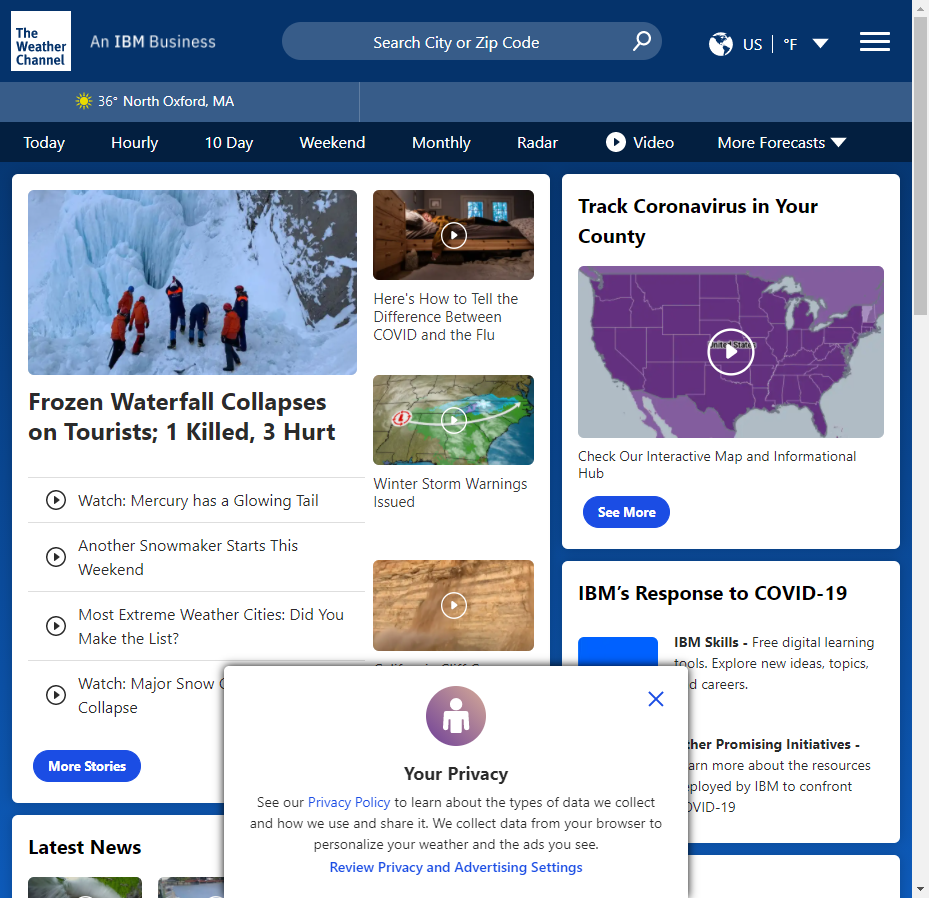 The
Weather
Channel
An IBM Business
Search City or Zip Code
US
°F
36° North Oxford, MA
Today
Hourly
10 Day
Weekend
Monthly
Radar
Video
More Forecasts
Frozen Waterfall Collapses
on Tourists; 1 Killed, 3 Hurt
Watch: Mercury has a Glowing Tail
Another Snowmaker Starts This
Weekend
Most Extreme Weather Cities: Did You
Make the List?
Watch: Major Snow
Collapse
More Stories
Here's How to Tell the
Difference Between
COVID and the Flu
Winter Storm Warnings
Issued
Track Coronavirus in Your
County
United States
Check Our Interactive Map and Informational
Hub
See More
IBM’s Response to COVID-19
IBM Skills - Free digital learning
tools. Explore new ideas, topics,
nd careers.
ther Promising Initiatives -
arn more about the resources
eployed by IBM to confront
OVID-19
Your Privacy
See our Privacy Policy to learn about the types of data we collect
and how we use and share it. We collect data from your browser to
personalize your weather and the ads you see.
Review Privacy and Advertising Settings
Latest News